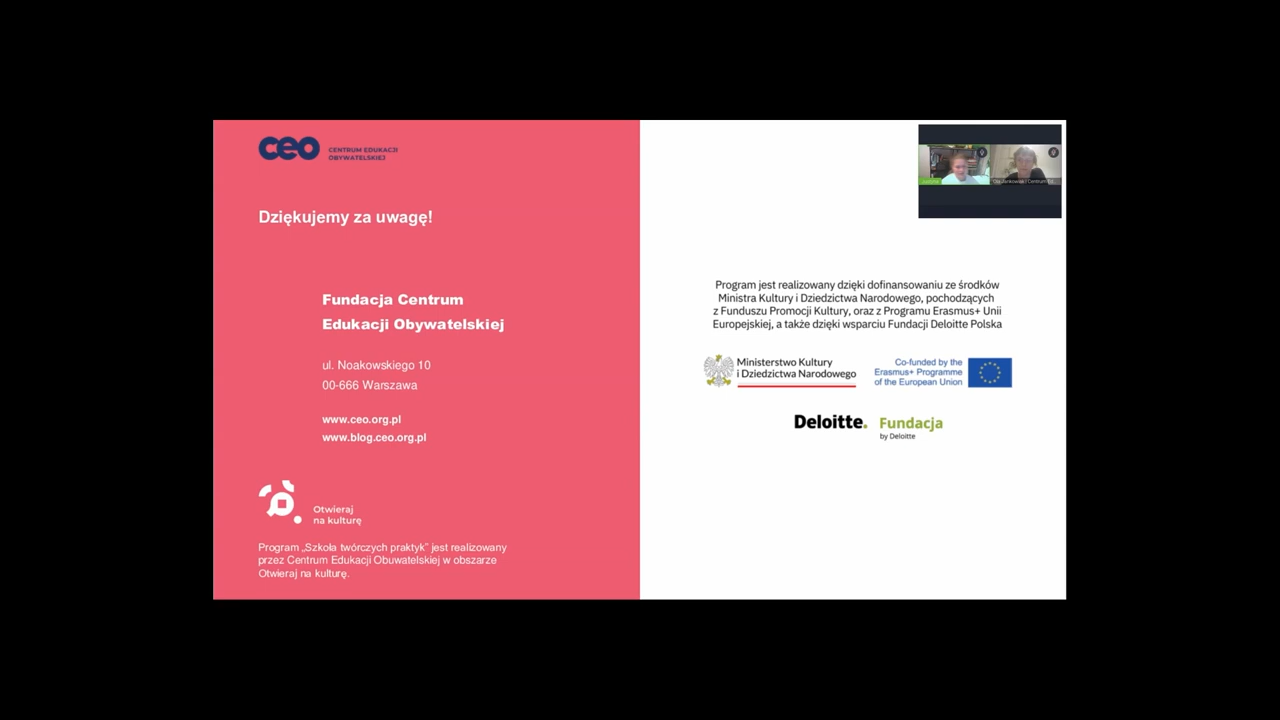 ceo CENTRUM EDUKACJI
OBYWATELSKIEJ
Dziękujemy za uwagę!
Fundacja Centrum
Edukacji Obywatelskiej
ul. Noakowskiego 10
00-666 Warszawa
www.ceo.org.pl
www.blog.ceo.org.pl
Otwieraj
na kulturę
Program „Szkoła twórczych praktyk” jest realizowany
przez Centrum Edukacji Obuwatelskiej w obszarze
Otwieraj na kulturę.
Program jest realizowany dzięki dofinansowaniu ze środków
Ministra Kultury i Dziedzictwa Narodowego, pochodzących
z Funduszu Promocji Kultury, oraz z Programu Erasmus+ Unii
Europejskiej, a także dzięki wsparciu Fundacji Deloitte Polska
Ministerstwo Kultury
i Dziedzictwa Narodowego
Co-funded by the
Erasmus+ Programme
of the European Union
Deloitte.
Fundacja
by Deloitte